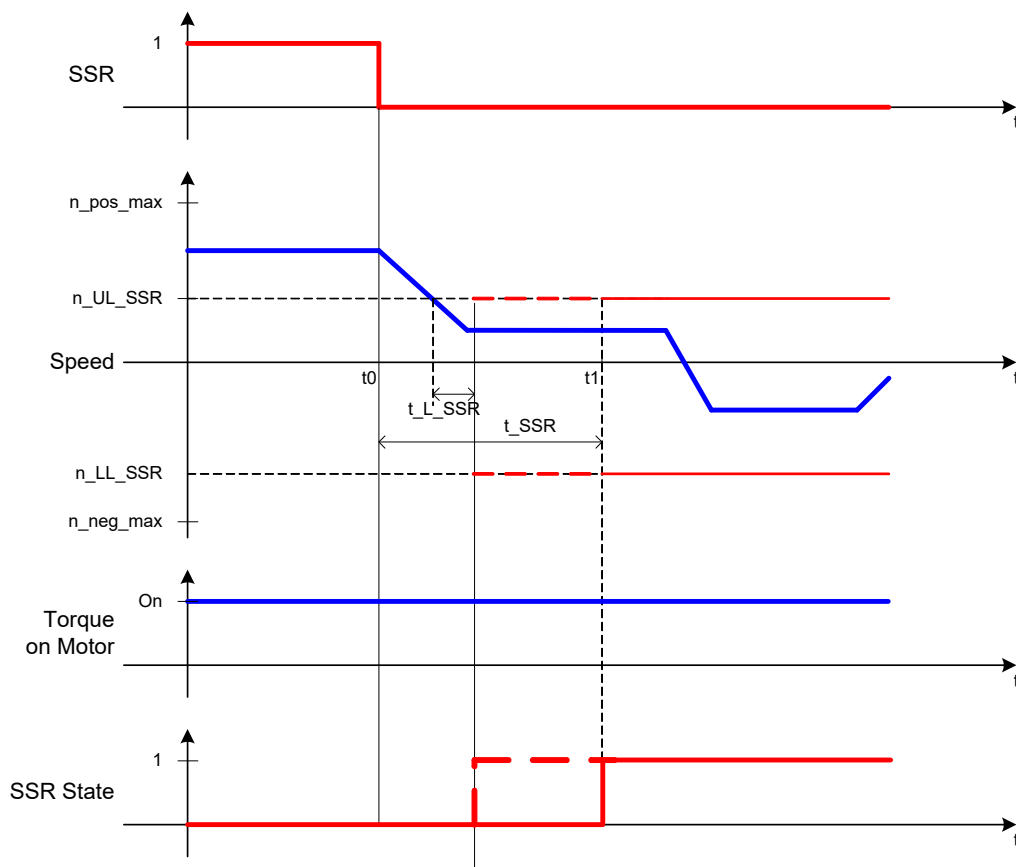 1
SSR
t
n_pos_max
n_UL_SSR
Speed
t0
t1
t
t_L_SSR
t_SSR
n_LL_SSR
n_neg_max
On
Torque
on Motor
t
1
SSR State
t